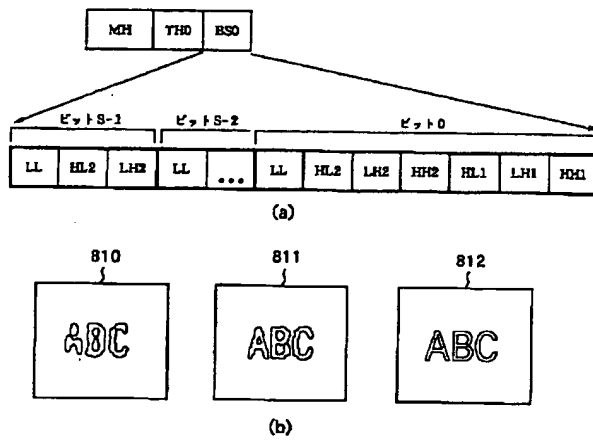 MH TH0 BS0
ビットS-1 ビットS-2 ビット0
LL HL2 LH2 LL ... LL HL2 LH2 HH2 HL1 LH1 HH1
(a)
810 811 812
ABC ABC ABC
(b)